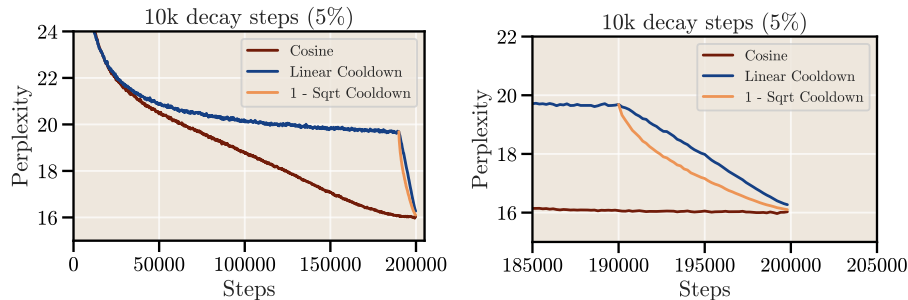 10k decay steps (5%)
24
22
20
18
16
Perplexity
Cosine
Linear Cooldown
1 - Sqrt Cooldown
0
50000
100000
150000
200000
Steps
10k decay steps (5%)
22
20
18
16
Perplexity
Cosine
Linear Cooldown
1 - Sqrt Cooldown
185000
190000
195000
200000
205000
Steps